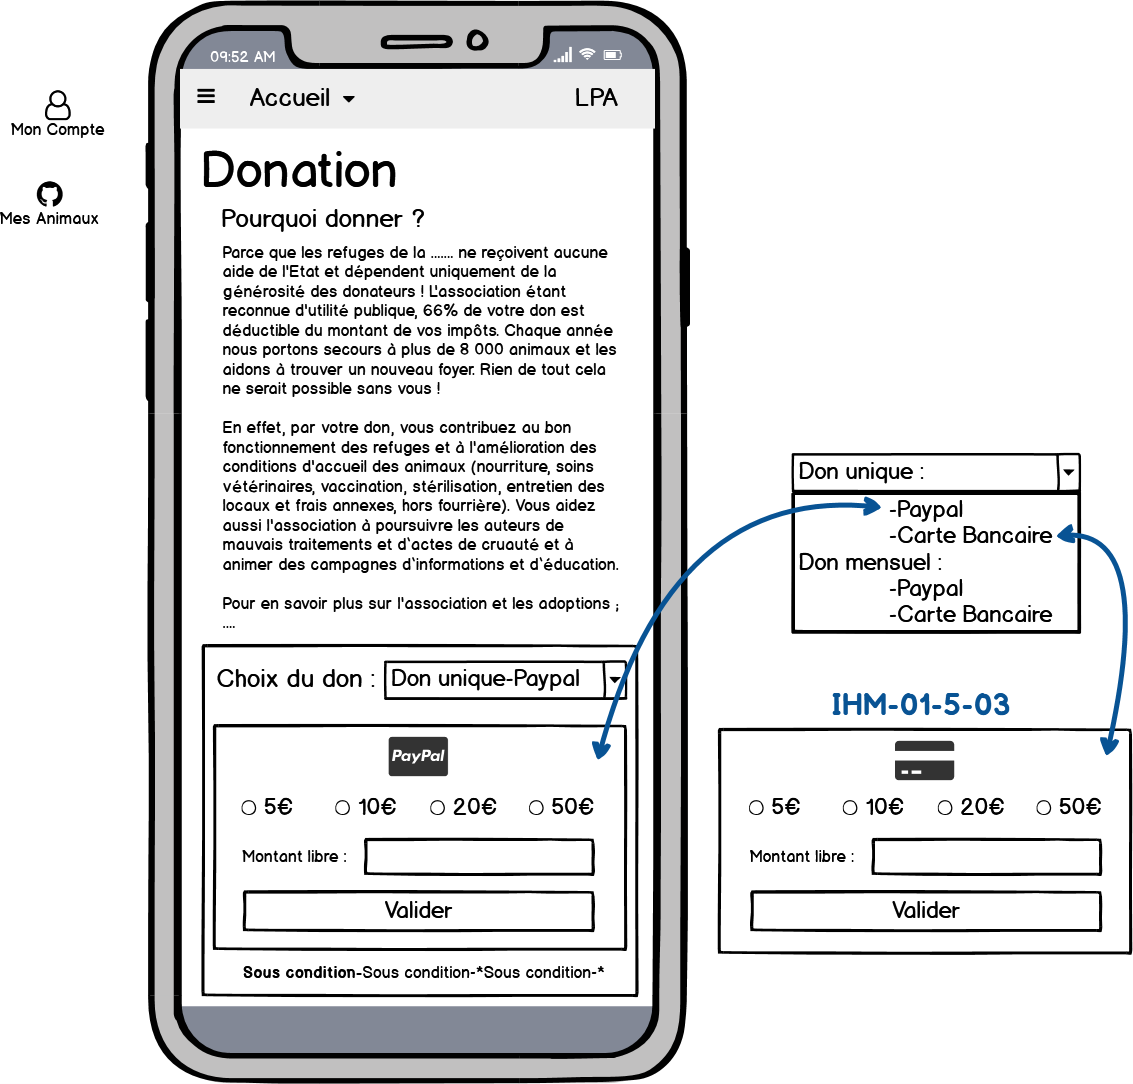 09:52 AM
Accueil
LPA
Mon Compte
Mes Animaux
Donation
Pourquoi donner ?
Parce que les refuges de la ....... ne reçoivent aucune
aide de l'Etat et dépendent uniquement de la
générosité des donateurs ! L'association étant
reconnue d'utilité publique, 66% de votre don est
déductible du montant de vos impôts. Chaque année
nous portons secours à plus de 8 000 animaux et les
aidons à trouver un nouveau foyer. Rien de tout cela
ne serait possible sans vous !
En effet, par votre don, vous contribuez au bon
fonctionnement des refuges et à l'amélioration des
conditions d'accueil des animaux (nourriture, soins
vétérinaires, vaccination, stérilisation, entretien des
locaux et frais annexes, hors fourrière). Vous aidez
aussi l'association à poursuivre les auteurs de
mauvais traitements et d`actes de cruauté et à
animer des campagnes d`informations et d`éducation.
Pour en savoir plus sur l'association et les adoptions ;
....
Choix du don :
Don unique-Paypal
PayPal
5€ 10€ 20€ 50€
Montant libre :
Valider
Sous condition-Sous condition-*Sous condition-*
Don unique :
-Paypal
-Carte Bancaire
Don mensuel :
-Paypal
-Carte Bancaire
IHM-01-5-03
5€ 10€ 20€ 50€
Montant libre :
Valider